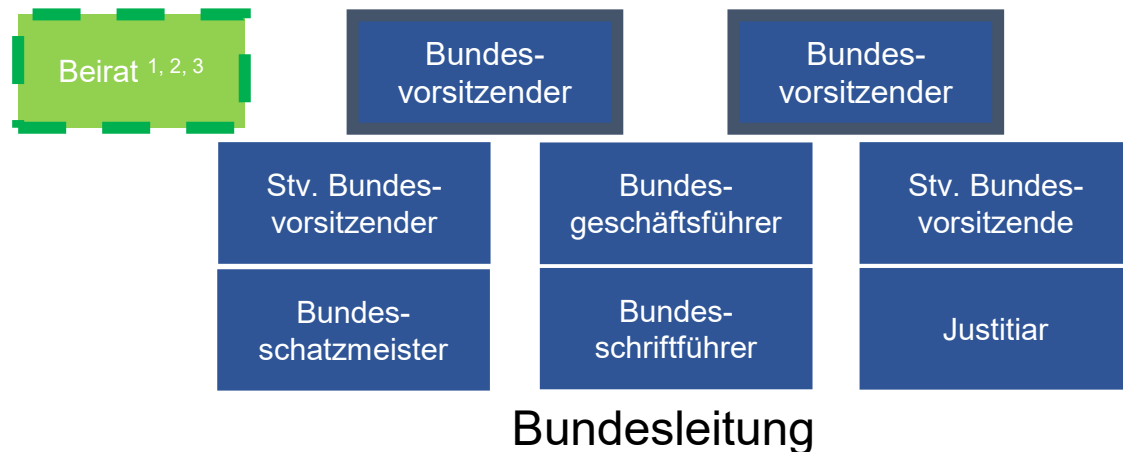 Beirat 1, 2, 3
Bundes-
vorsitzender
Bundes-
vorsitzender
Stv. Bundes-
vorsitzender
Bundes-
geschäftsführer
Stv. Bundes-
vorsitzende
Bundes-
schatzmeister
Bundes-
schriftführer
Justitiar
Bundesleitung